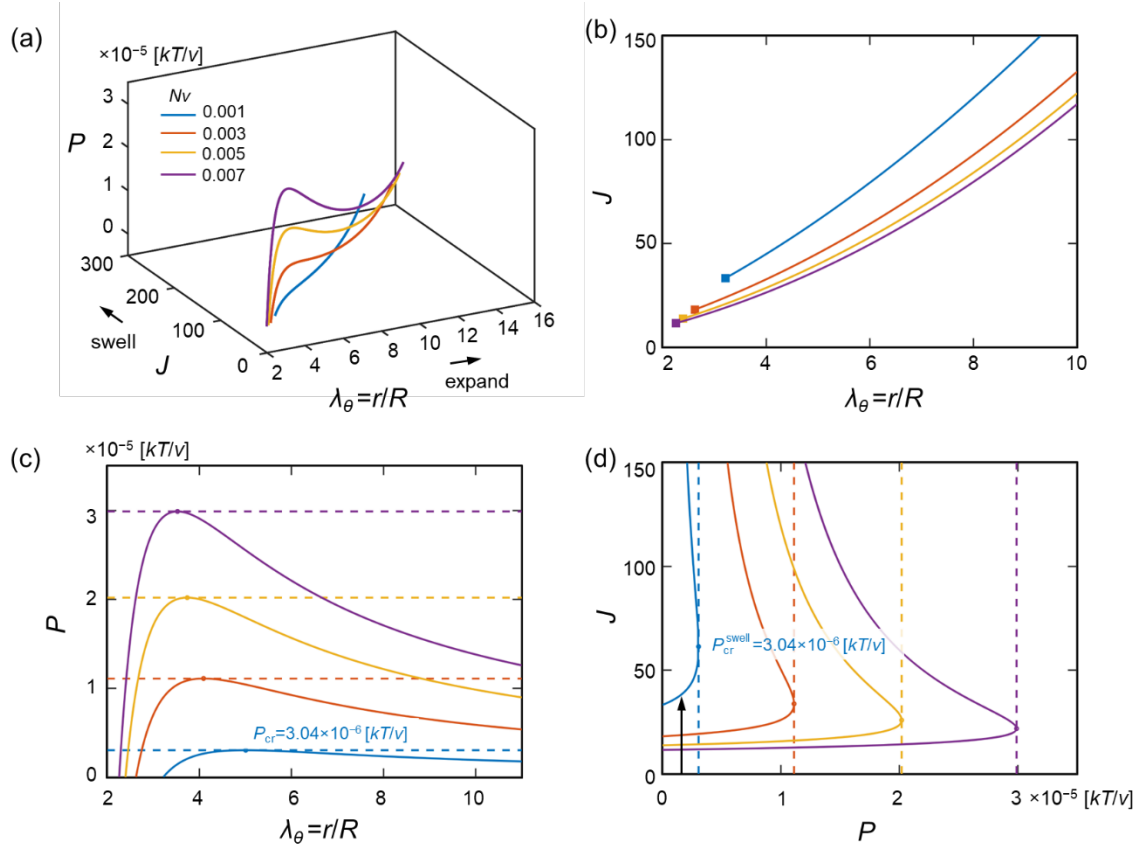 (a)
×10⁻⁵ [kT/v]
3
2
1
0
P
Nv
0.001
0.003
0.005
0.007
300
200
100
0
swell
J
2
4
6
8
10
12
14
16
expand
λθ=r/R
(b)
150
100
50
0
J
2
4
6
8
10
λθ=r/R
(c)
×10⁻⁵ [kT/v]
3
2
1
0
P
Pcr=3.04×10⁻⁶ [kT/v]
2
4
6
8
10
λθ=r/R
(d)
150
100
50
0
J
Pcr^swell=3.04×10⁻⁶ [kT/v]
0
1
2
3 ×10⁻⁵ [kT/v]
P